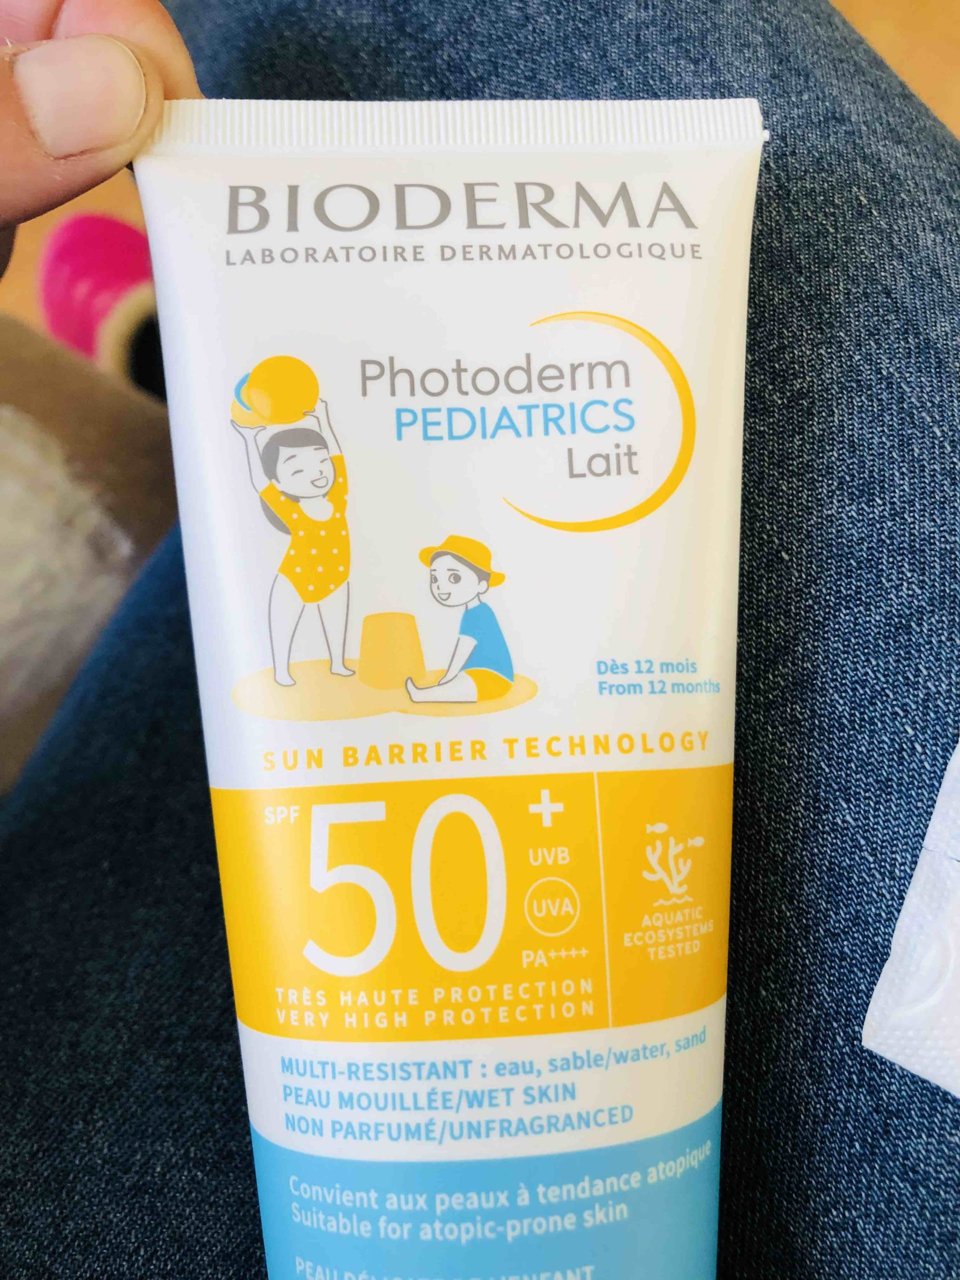 BIODERMA
LABORATOIRE DERMATOLOGIQUE
Photoderm
PEDIATRICS
Lait
Dès 12 mois
From 12 months
SUN BARRIER TECHNOLOGY
SPF 50+
UVB
UVA
PA++++
AQUATIC
ECOSYSTEMS
TESTED
TRÈS HAUTE PROTECTION
VERY HIGH PROTECTION
MULTI-RESISTANT : eau, sable/water, sand
PEAU MOUILLÉE/WET SKIN
NON PARFUMÉ/UNFRAGRANCED
Convient aux peaux à tendance atopique
Suitable for atopic-prone skin
PEAU